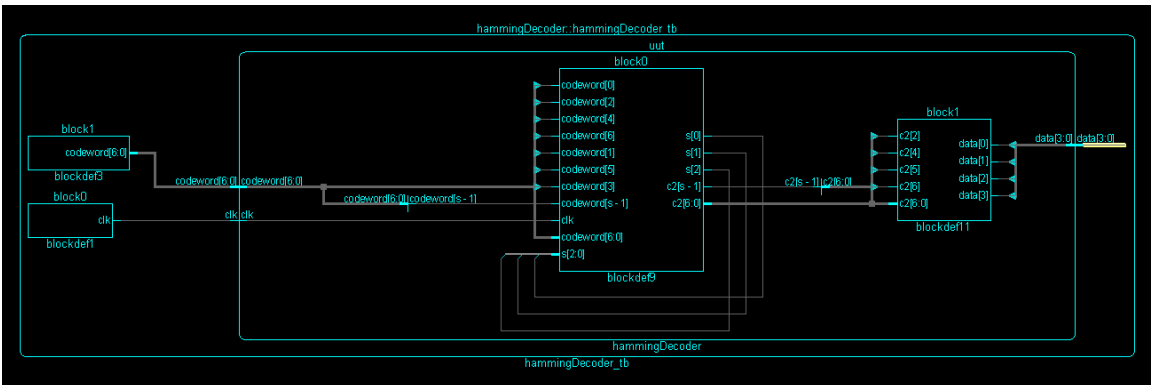 hammingDecoder::hammingDecoder_tb
uut
block0
codeword[0]
codeword[2]
codeword[4]
codeword[6]
codeword[1]
codeword[5]
codeword[3]
codeword[s - 1]
clk
codeword[6:0]
s[2:0]
s[0]
s[1]
s[2]
c2[s - 1]
c2[6:0]
blockdef9
block1
codeword[6:0]
blockdef3
block0
clk
blockdef1
codeword[6:0] codeword[6:0]
codeword[6:0] codeword[s - 1]
clk clk
c2[s - 1] c2[6:0]
block1
c2[2]
c2[4]
c2[5]
c2[6]
c2[6:0]
data[0]
data[1]
data[2]
data[3]
blockdef11
data[3:0] data[3:0]
hammingDecoder
hammingDecoder_tb